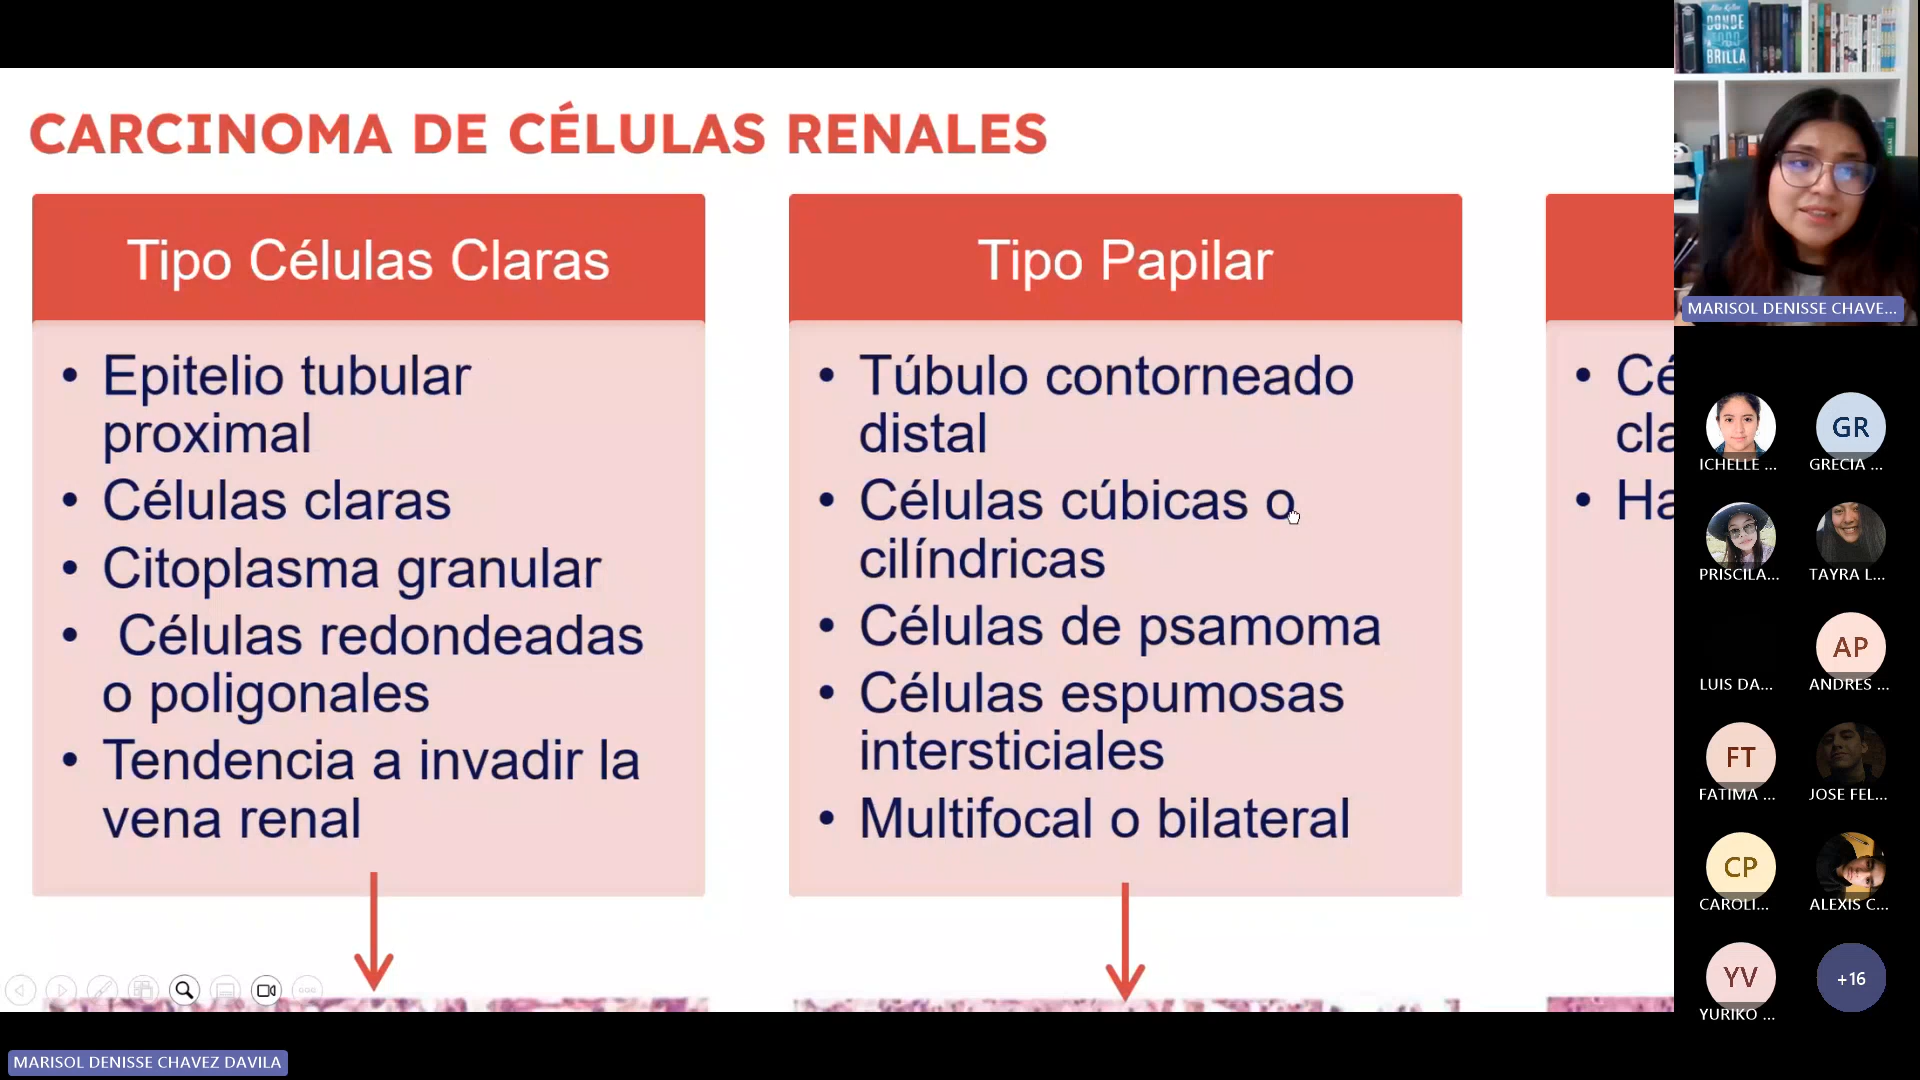 CARCINOMA DE CÉLULAS RENALES
Tipo Células Claras
• Epitelio tubular
proximal
• Células claras
• Citoplasma granular
• Células redondeadas
o poligonales
• Tendencia a invadir la
vena renal
Tipo Papilar
• Túbulo contorneado
distal
• Células cúbicas o
cilíndricas
• Células de psamoma
• Células espumosas
intersticiales
• Multifocal o bilateral
• Cé
cla
• Ha
DONDE
TODO
BRILLA
MARISOL DENISSE CHAVE...
ICHELLE ...
GR
GRECIA ...
PRISCILA...
TAYRA L...
LUIS DA...
AP
ANDRES ...
FT
FATIMA ...
JOSE FEL...
CP
CAROLI...
ALEXIS C...
YV
YURIKO ...
+16
MARISOL DENISSE CHAVEZ DAVILA